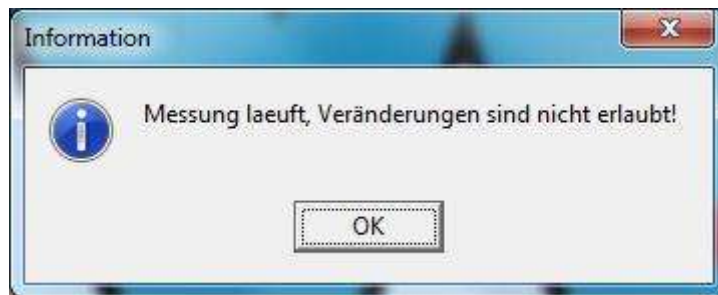 Information
Messung laeuft, Veränderungen sind nicht erlaubt!
OK